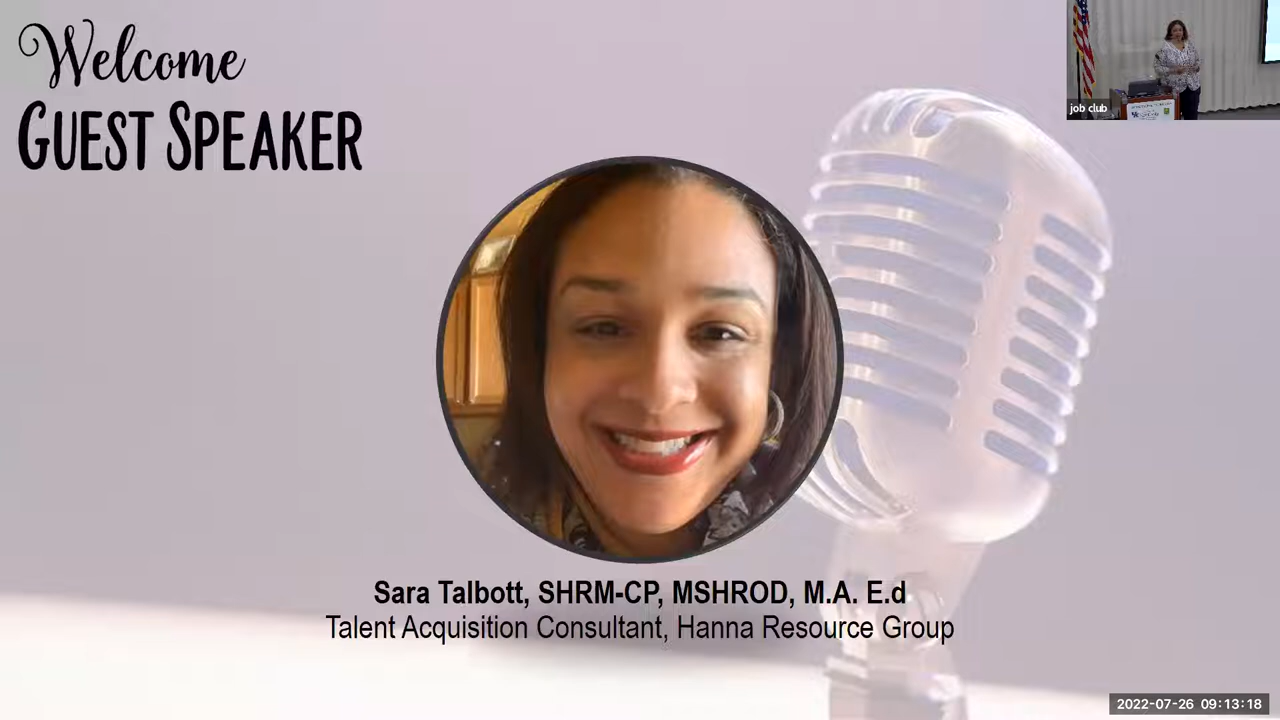 Welcome
GUEST SPEAKER
job club
Sara Talbott, SHRM-CP, MSHROD, M.A. E.d
Talent Acquisition Consultant, Hanna Resource Group
2022-07-26 09:13:18